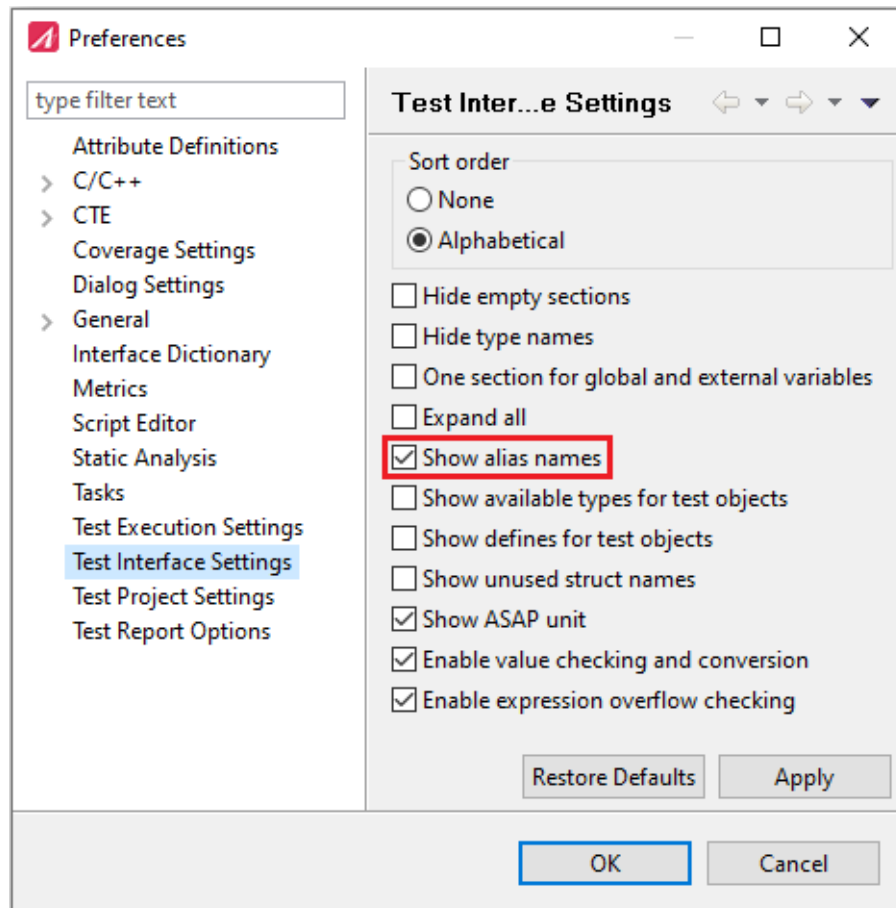 Preferences
type filter text
Attribute Definitions
C/C++
CTE
Coverage Settings
Dialog Settings
General
Interface Dictionary
Metrics
Script Editor
Static Analysis
Tasks
Test Execution Settings
Test Interface Settings
Test Project Settings
Test Report Options
Test Inter...e Settings
Sort order
None
Alphabetical
Hide empty sections
Hide type names
One section for global and external variables
Expand all
Show alias names
Show available types for test objects
Show defines for test objects
Show unused struct names
Show ASAP unit
Enable value checking and conversion
Enable expression overflow checking
Restore Defaults
Apply
OK
Cancel